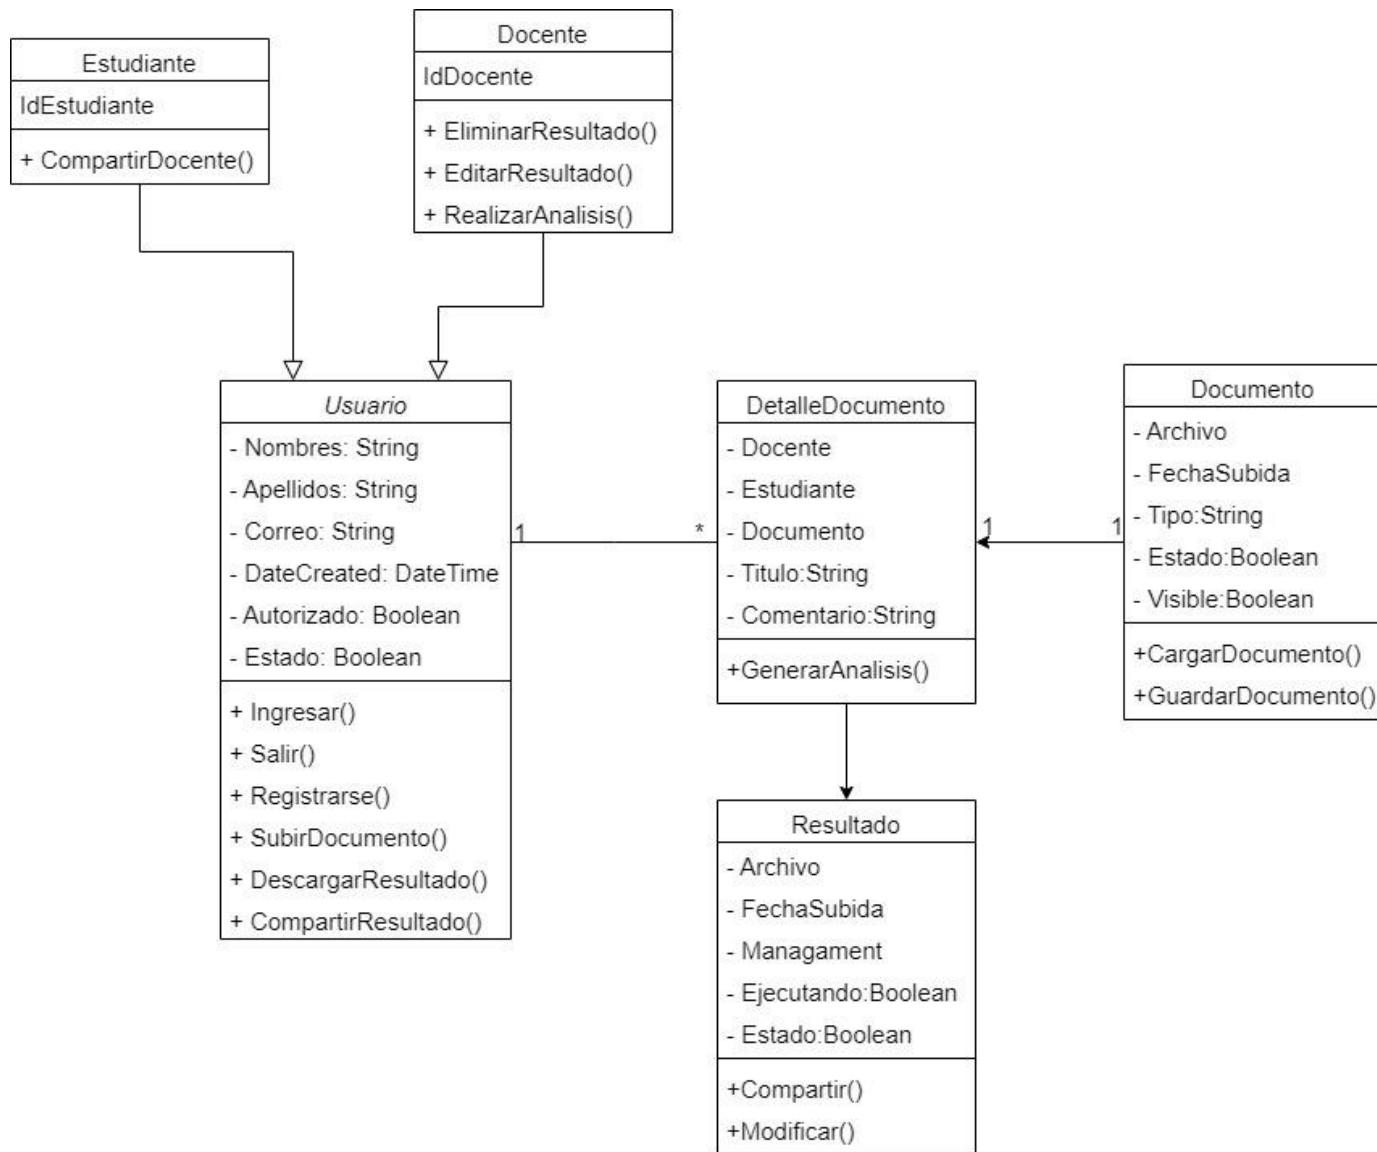 Estudiante
IdEstudiante
+ CompartirDocente()
Docente
IdDocente
+ EliminarResultado()
+ EditarResultado()
+ RealizarAnalisis()
Usuario
- Nombres: String
- Apellidos: String
- Correo: String
- DateCreated: DateTime
- Autorizado: Boolean
- Estado: Boolean
+ Ingresar()
+ Salir()
+ Registrarse()
+ SubirDocumento()
+ DescargarResultado()
+ CompartirResultado()
1
*
DetalleDocumento
- Docente
- Estudiante
- Documento
- Titulo:String
- Comentario:String
+GenerarAnalisis()
1
1
Documento
- Archivo
- FechaSubida
- Tipo:String
- Estado:Boolean
- Visible:Boolean
+CargarDocumento()
+GuardarDocumento()
Resultado
- Archivo
- FechaSubida
- Managament
- Ejecutando:Boolean
- Estado:Boolean
+Compartir()
+Modificar()